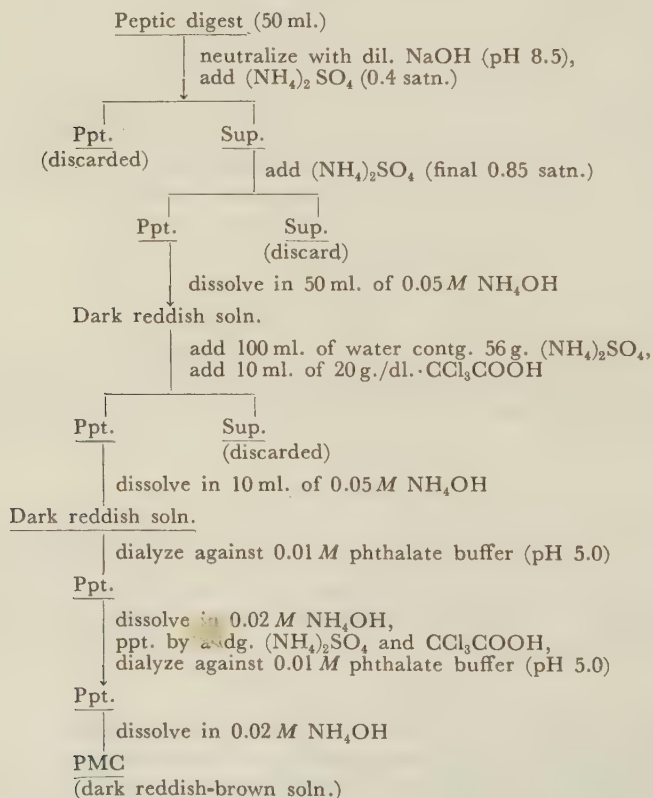 Peptic digest (50 ml.)
neutralize with dil. NaOH (pH 8.5),
add (NH₄)₂ SO₄ (0.4 satn.)
Ppt. Sup.
(discarded)
add (NH₄)₂SO₄ (final 0.85 satn.)
Ppt. Sup.
(discard)
dissolve in 50 ml. of 0.05 M NH₄OH
Dark reddish soln.
add 100 ml. of water contg. 56 g. (NH₄)₂SO₄,
add 10 ml. of 20 g./dl.·CCl₃COOH
Ppt. Sup.
(discarded)
dissolve in 10 ml. of 0.05 M NH₄OH
Dark reddish soln.
dialyze against 0.01 M phthalate buffer (pH 5.0)
Ppt.
dissolve in 0.02 M NH₄OH,
ppt. by addg. (NH₄)₂SO₄ and CCl₃COOH,
dialyze against 0.01 M phthalate buffer (pH 5.0)
Ppt.
dissolve in 0.02 M NH₄OH
PMC
(dark reddish-brown soln.)